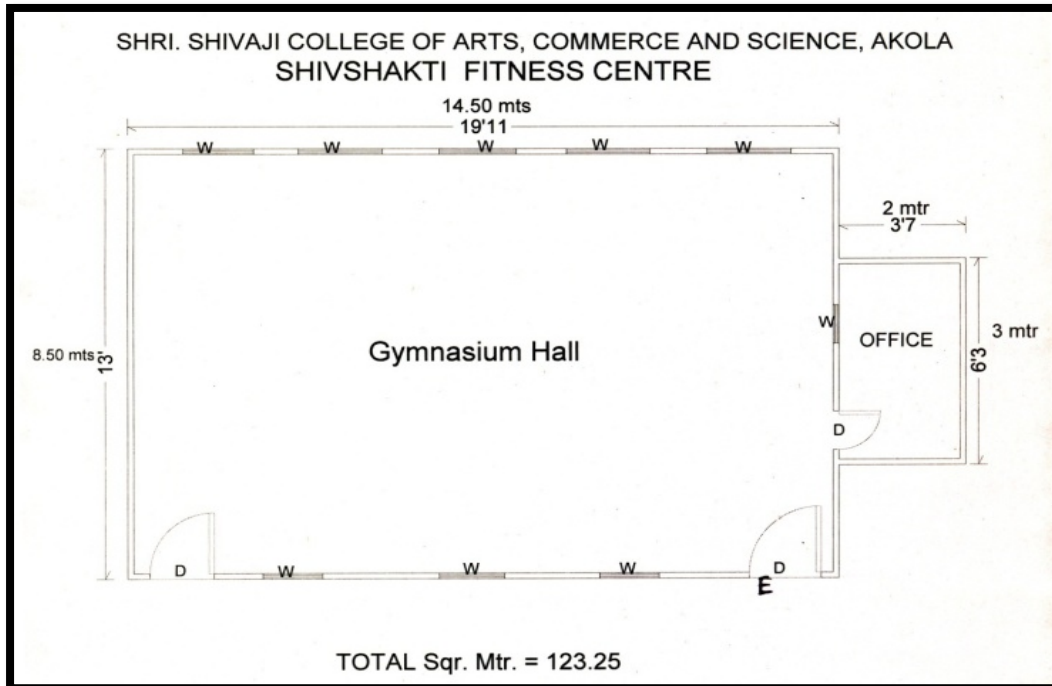 SHRI. SHIVAJI COLLEGE OF ARTS, COMMERCE AND SCIENCE, AKOLA
SHIVSHAKTI FITNESS CENTRE
14.50 mts
19'11
W W W W W
2 mtr
3'7
W
OFFICE
3 mtr
6'3
Gymnasium Hall
8.50 mts
13'
D
D W W W D
E
TOTAL Sqr. Mtr. = 123.25